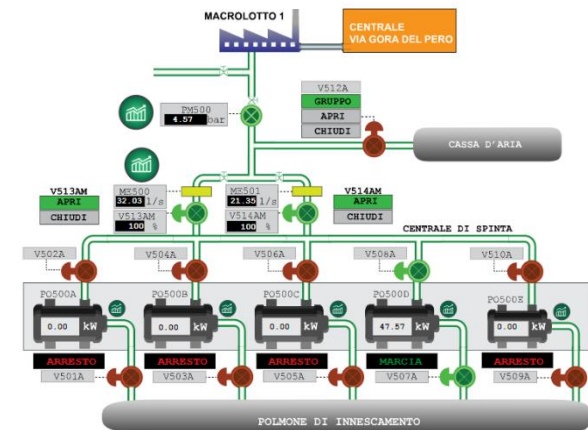 MACROLOTTO 1
CENTRALE
VIA GORA DEL PERO
V512A
GRUPPO
APRI
CHIUDI
PM500
4.57 bar
CASSA D'ARIA
V513AM
APRI
CHIUDI
ME500
32.03 l/s
V513AM
100 %
ME501
21.35 l/s
V514AM
100 %
V514AM
APRI
CHIUDI
CENTRALE DI SPINTA
V502A
V504A
V506A
V508A
V510A
PO500A
PO500B
PO500C
PO500D
PO500E
0.00 kW
0.00 kW
0.00 kW
47.57 kW
0.00 kW
ARRESTO
ARRESTO
ARRESTO
MARCIA
ARRESTO
V501A
V503A
V505A
V507A
V509A
POLMONE DI INNESCAMENTO